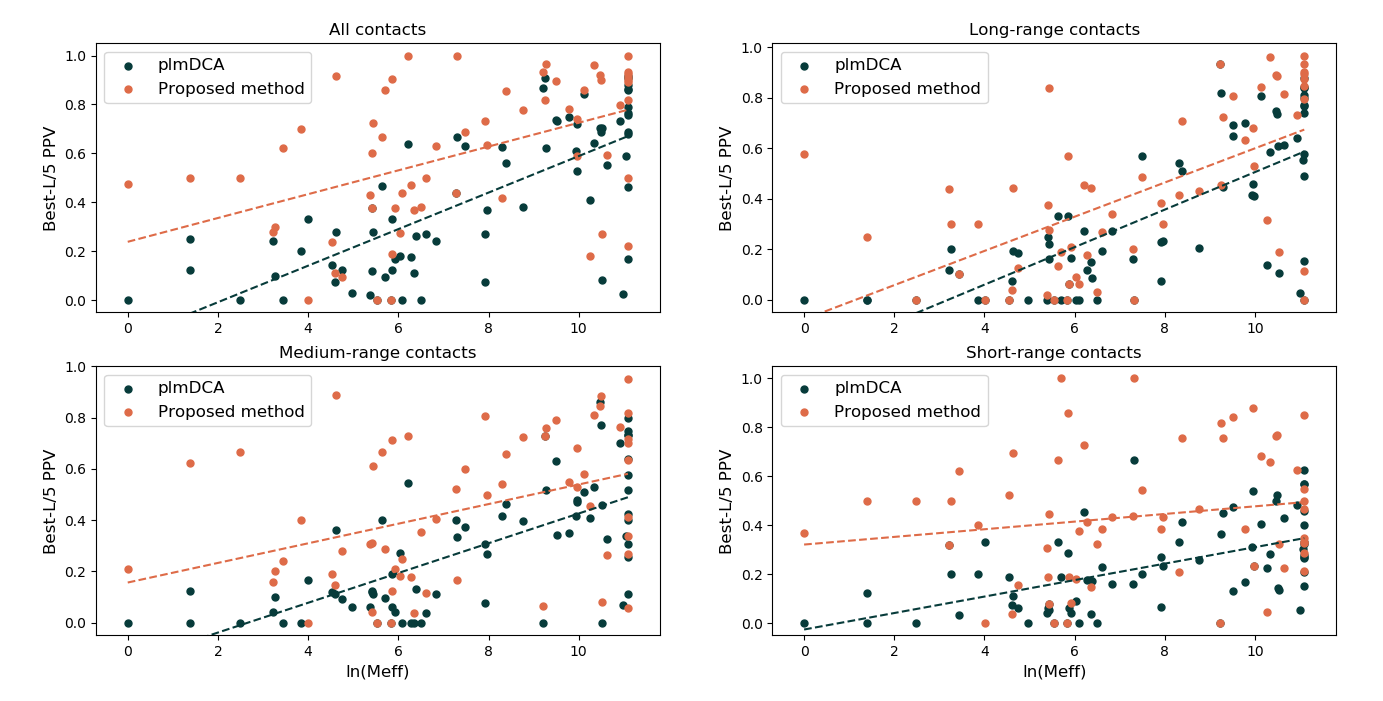 All contacts
Best-L/5 PPV
1.0
0.8
0.6
0.4
0.2
0.0
plmDCA
Proposed method
0 2 4 6 8 10
Long-range contacts
Best-L/5 PPV
1.0
0.8
0.6
0.4
0.2
0.0
plmDCA
Proposed method
0 2 4 6 8 10
Medium-range contacts
Best-L/5 PPV
1.0
0.8
0.6
0.4
0.2
0.0
plmDCA
Proposed method
0 2 4 6 8 10
ln(Meff)
Short-range contacts
Best-L/5 PPV
1.0
0.8
0.6
0.4
0.2
0.0
plmDCA
Proposed method
0 2 4 6 8 10
ln(Meff)